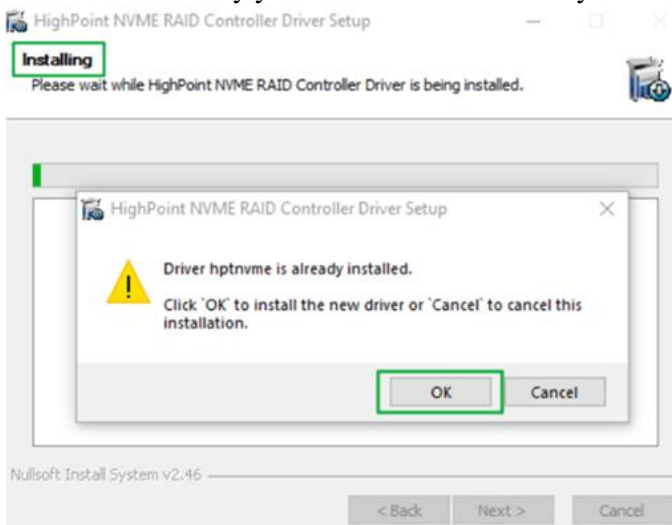 HighPoint NVME RAID Controller Driver Setup
Installing
Please wait while HighPoint NVME RAID Controller Driver is being installed.
HighPoint NVME RAID Controller Driver Setup
Driver hptnvme is already installed.
Click `OK` to install the new driver or `Cancel` to cancel this
installation.
OK Cancel
Nullsoft Install System v2.46
< Back Next > Cancel